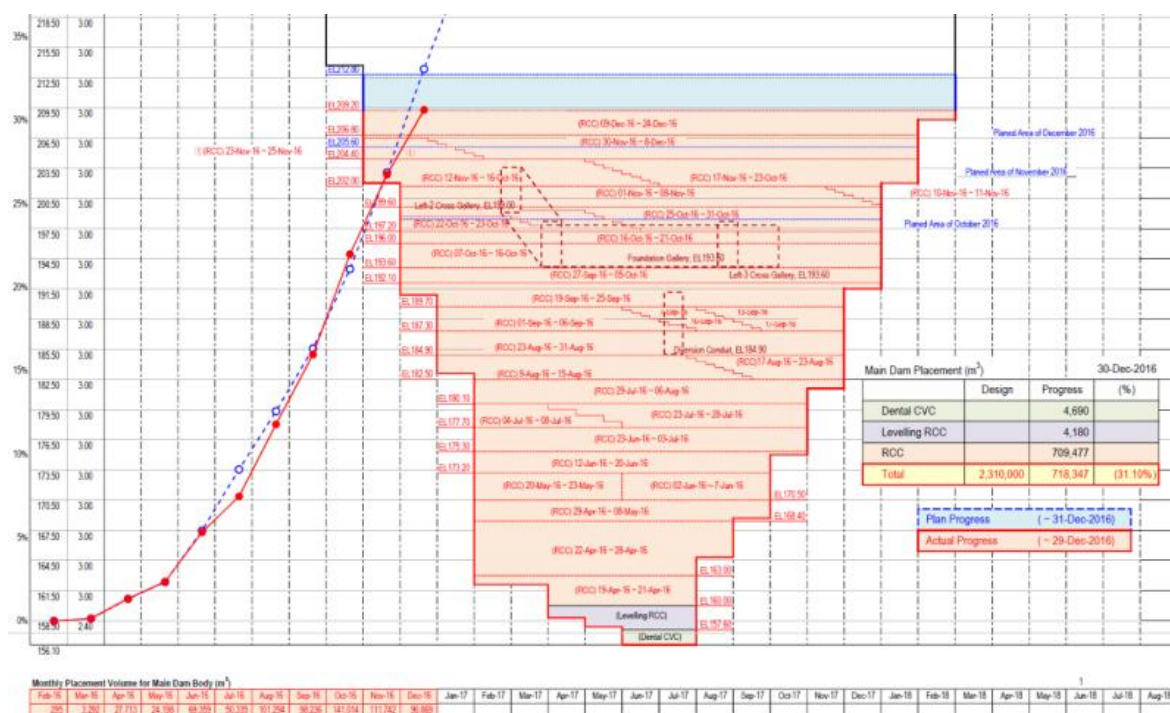 218.50 3.00
35%
215.50 3.00
EL212.80
212.50 3.00
EL209.20
209.50 3.00
30%
(RCC) 09-Dec-16 ~ 24-Dec-16
EL206.80
Planed Area of December 2016
206.50 3.00
EL205.60
(RCC) 30-Nov-16 ~ 8-Dec-16
① (RCC) 23-Nov-16 ~ 25-Nov-16
EL204.40
①
203.50 3.00
(RCC) 12-Nov-16 ~ 16-Oct-16
(RCC) 17-Nov-16 ~ 23-Oct-16
Planed Area of November 2016
EL202.00
(RCC) 01-Nov-16 ~ 09-Nov-16
(RCC) 10-Nov-16 ~ 11-Nov-16
25%
200.50 3.00
EL199.60
Left-2 Cross Gallery, EL199.00
(RCC) 25-Oct-16 ~ 31-Oct-16
Planed Area of October 2016
EL197.20
(RCC) 22-Oct-16 ~ 23-Oct-16
197.50 3.00
EL196.00
(RCC) 16-Oct-16 ~ 21-Oct-16
(RCC) 07-Oct-16 ~ 16-Oct-16
Foundation Gallery, EL193.60
194.50 3.00
EL193.60
(RCC) 27-Sep-16 ~ 05-Oct-16
Left-3 Cross Gallery, EL193.60
EL192.10
20%
191.50 3.00
EL189.70
(RCC) 19-Sep-16 ~ 25-Sep-16
188.50 3.00
EL187.30
(RCC) 01-Sep-16 ~ 06-Sep-16
185.50 3.00
EL184.90
(RCC) 23-Aug-16 ~ 31-Aug-16
Diversion Conduit, EL184.90
15%
(RCC) 17-Aug-16 ~ 23-Aug-16
182.50 3.00
EL182.50
(RCC) 9-Aug-16 ~ 15-Aug-16
(RCC) 29-Jul-16 ~ 06-Aug-16
EL180.10
179.50 3.00
(RCC) 04-Jul-16 ~ 08-Jul-16
(RCC) 23-Jul-16 ~ 28-Jul-16
EL177.70
176.50 3.00
(RCC) 23-Jun-16 ~ 03-Jul-16
EL175.30
10%
(RCC) 12-Jun-16 ~ 20-Jun-16
173.50 3.00
EL173.20
(RCC) 20-May-16 ~ 23-May-16
(RCC) 02-Jun-16 ~ 7-Jun-16
EL170.50
170.50 3.00
(RCC) 29-Apr-16 ~ 08-May-16
EL168.40
5%
167.50 3.00
(RCC) 22-Apr-16 ~ 28-Apr-16
164.50 3.00
EL163.00
(RCC) 19-Apr-16 ~ 21-Apr-16
161.50 3.00
EL160.00
(Levelling RCC)
0%
158.50 2.40
EL157.60
(Dental CVC)
156.10
Main Dam Placement (m³) 30-Dec-2016
Design Progress (%)
Dental CVC 4,690
Levelling RCC 4,180
RCC 709,477
Total 2,310,000 718,347 (31.10%)
Plan Progress ( ~ 31-Dec-2016)
Actual Progress ( ~ 29-Dec-2016)
Monthly Placement Volume for Main Dam Body (m³)
1
Feb-16 Mar-16 Apr-16 May-16 Jun-16 Jul-16 Aug-16 Sep-16 Oct-16 Nov-16 Dec-16 Jan-17 Feb-17 Mar-17 Apr-17 May-17 Jun-17 Jul-17 Aug-17 Sep-17 Oct-17 Nov-17 Dec-17 Jan-18 Feb-18 Mar-18 Apr-18 May-18 Jun-18 Jul-18 Aug-18
295 3,292 27,713 24,198 69,359 50,335 101,294 98,236 141,014 111,742 90,869